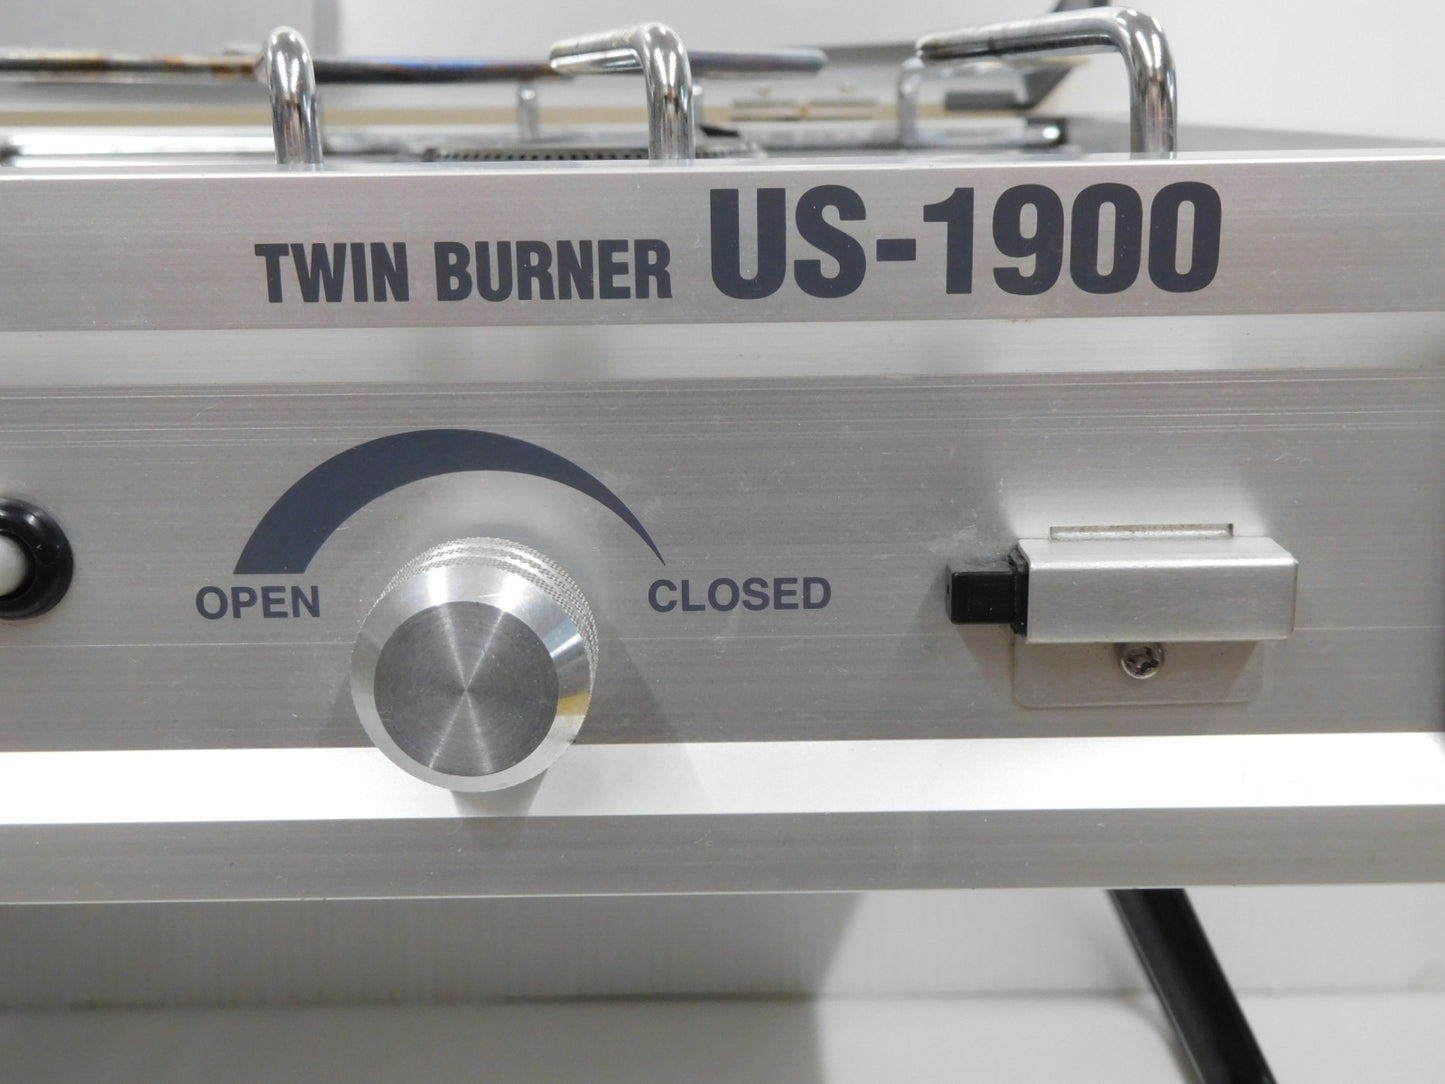 TWIN BURNER US-1900
OPEN
CLOSED